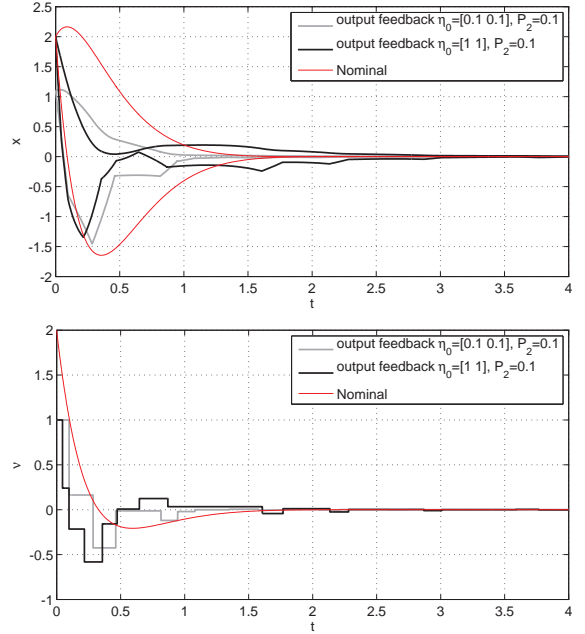 2.5
2
1.5
1
0.5
0
-0.5
-1
-1.5
-2
x
output feedback η₀=[0.1 0.1], P₂=0.1
output feedback η₀=[1 1], P₂=0.1
Nominal
0 0.5 1 1.5 2 2.5 3 3.5 4
t
2
1.5
1
0.5
0
-0.5
-1
ν
output feedback η₀=[0.1 0.1], P₂=0.1
output feedback η₀=[1 1], P₂=0.1
Nominal
0 0.5 1 1.5 2 2.5 3 3.5 4
t